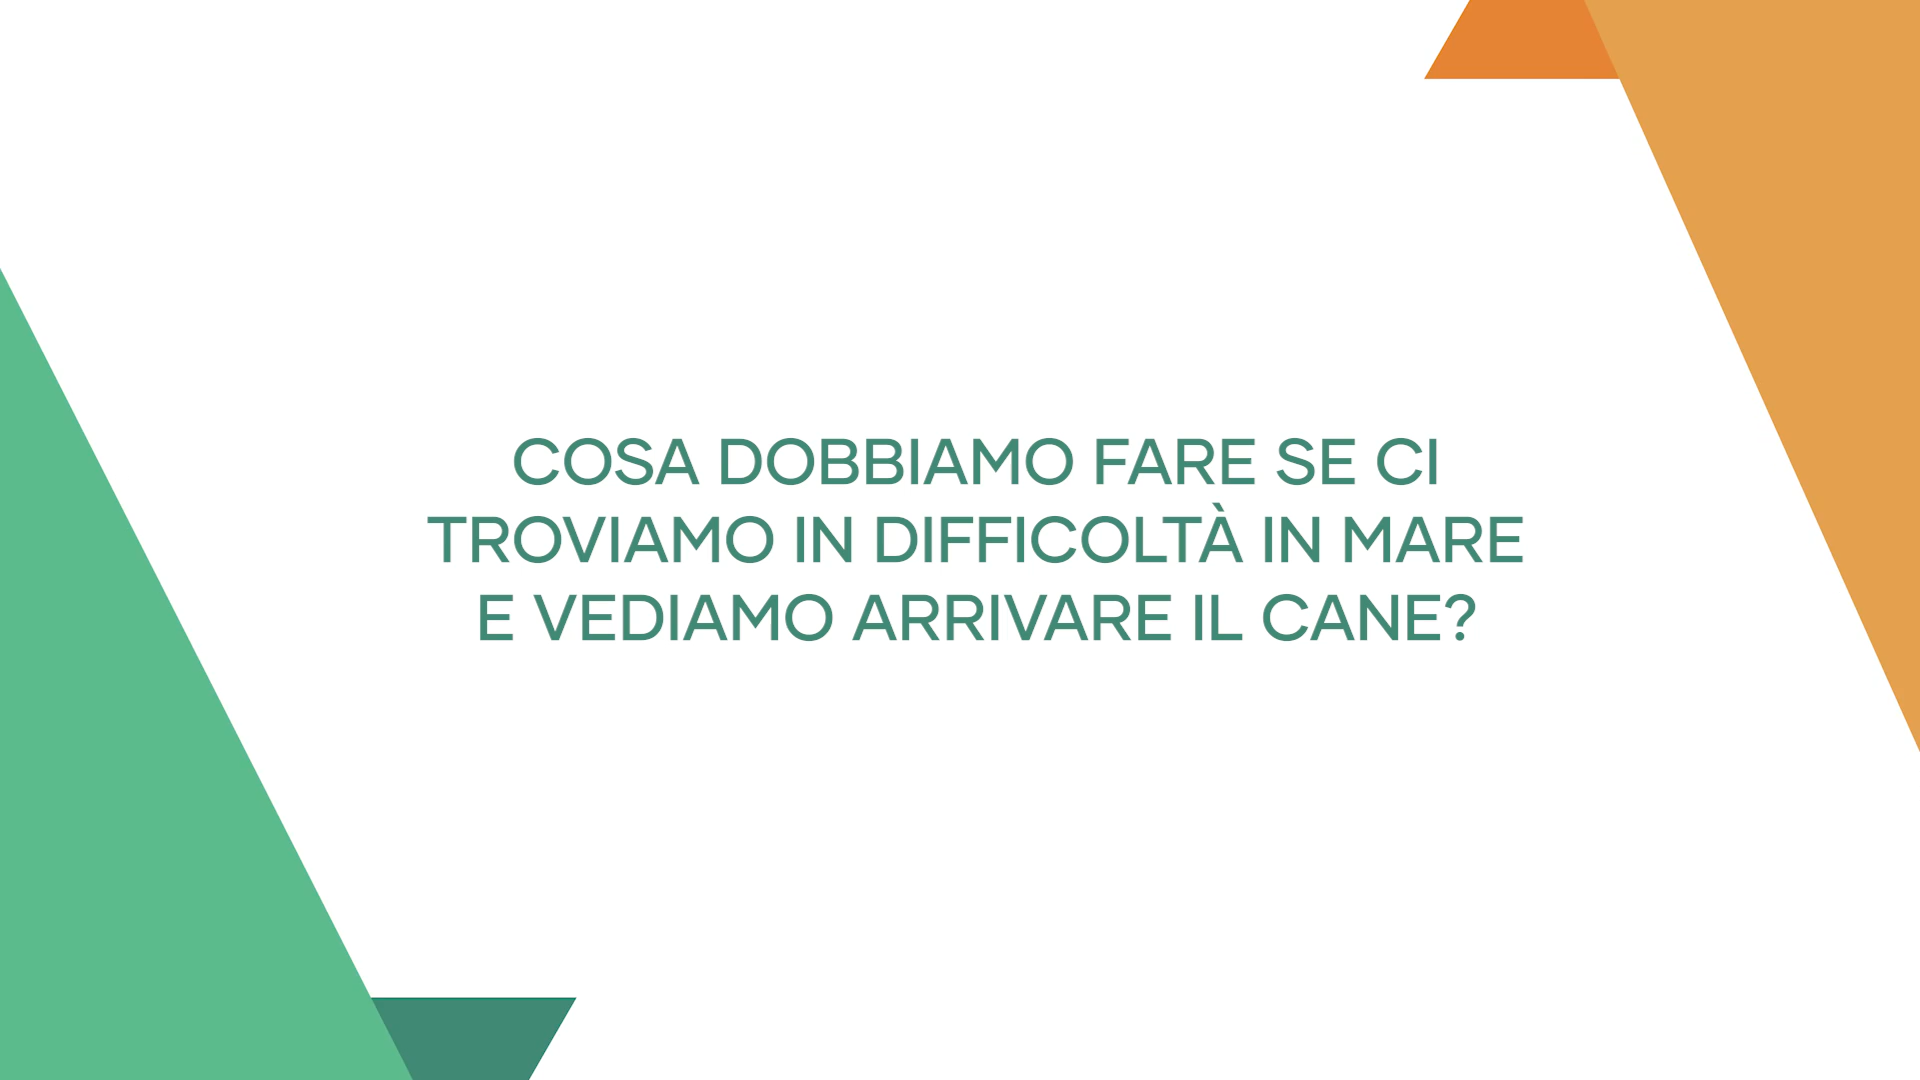 COSA DOBBIAMO FARE SE CI
TROVIAMO IN DIFFICOLTÀ IN MARE
E VEDIAMO ARRIVARE IL CANE?